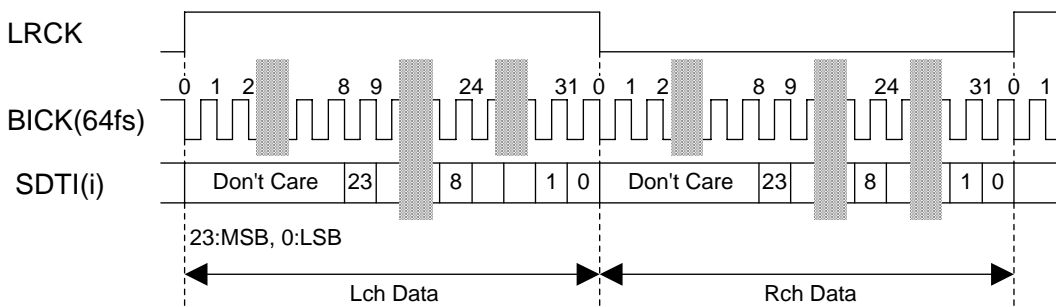 LRCK
0 1 2 8 9 24 31 0 1 2 8 9 24 31 0 1
BICK(64fs)
SDTI(i) Don't Care 23 8 1 0 Don't Care 23 8 1 0
23:MSB, 0:LSB
Lch Data Rch Data